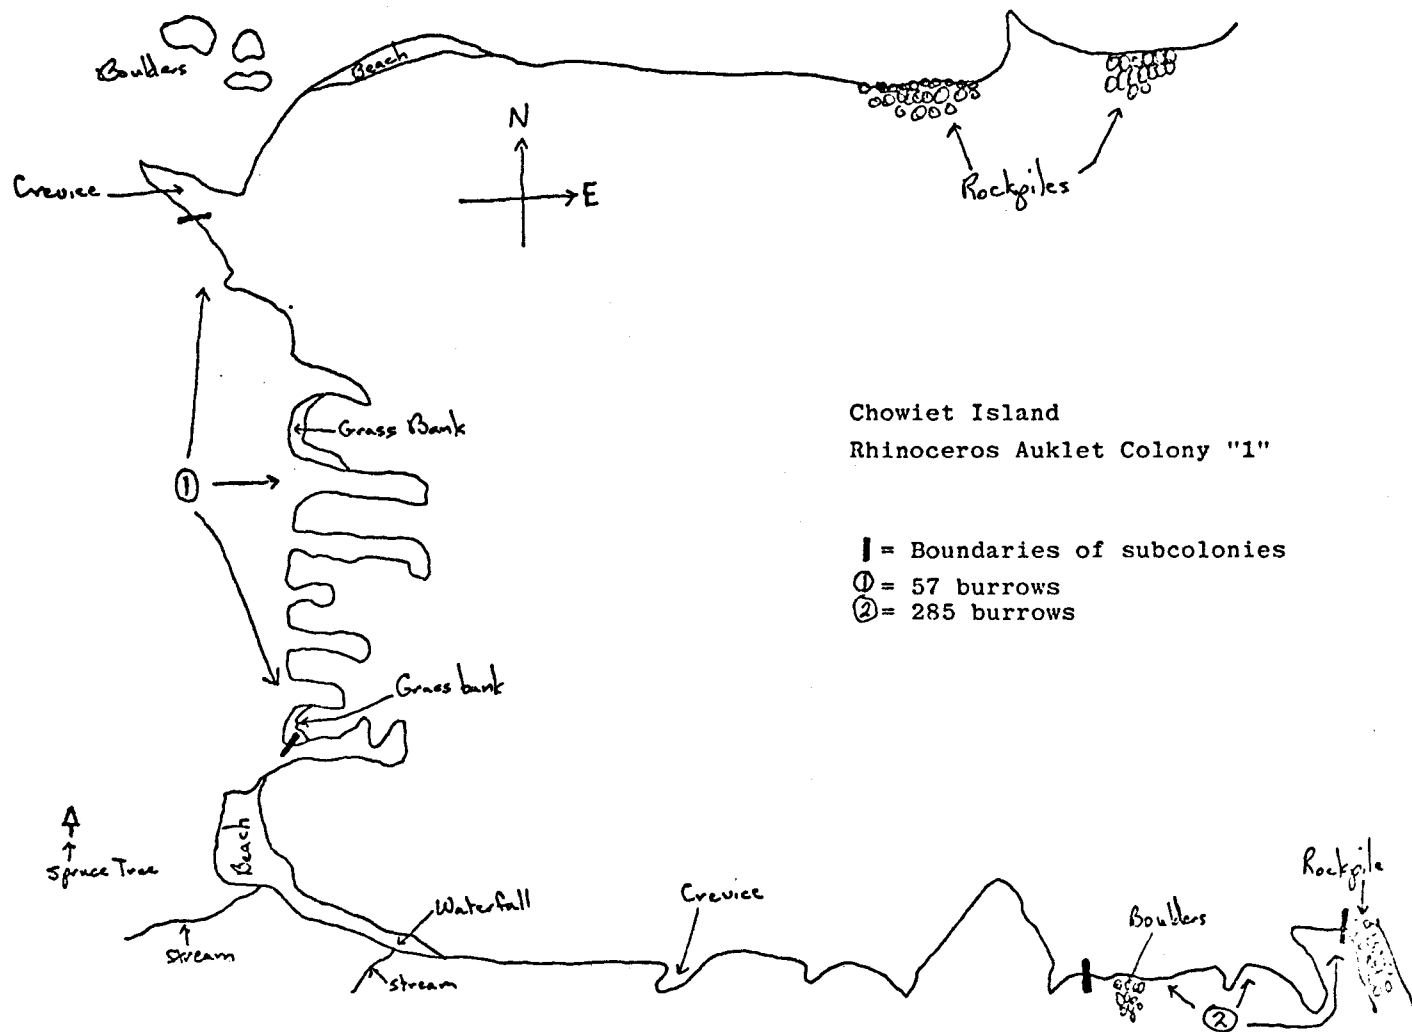 Boulders
Beach
N
E
Crevice
Rockpiles
Grass Bank
1
Chowiet Island
Rhinoceros Auklet Colony "1"
= Boundaries of subcolonies
1 = 57 burrows
2 = 285 burrows
Grass bank
Beach
Spruce Tree
stream
Waterfall
stream
Crevice
Boulders
Rockpile
2